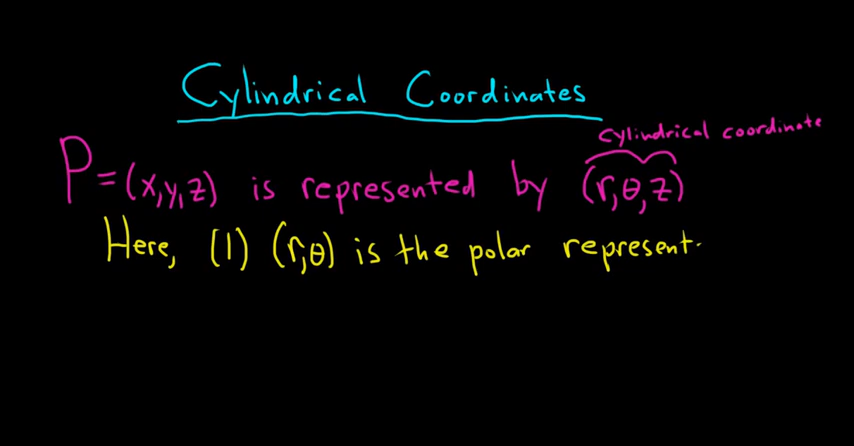 Cylindrical Coordinates
cylindrical coordinate
P = (x, y, z) is represented by (r, θ, z)
Here, (1) (r, θ) is the polar represent.